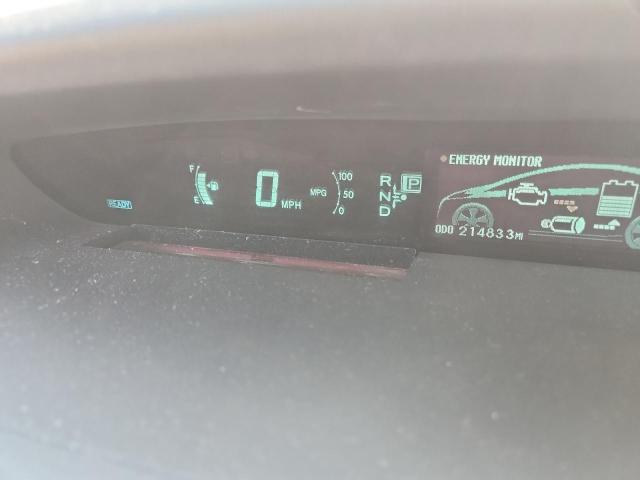 READY
F
E
0 MPH
MPG
100
50
0
R
N
D
P
ENERGY MONITOR
ODO 214833 MI